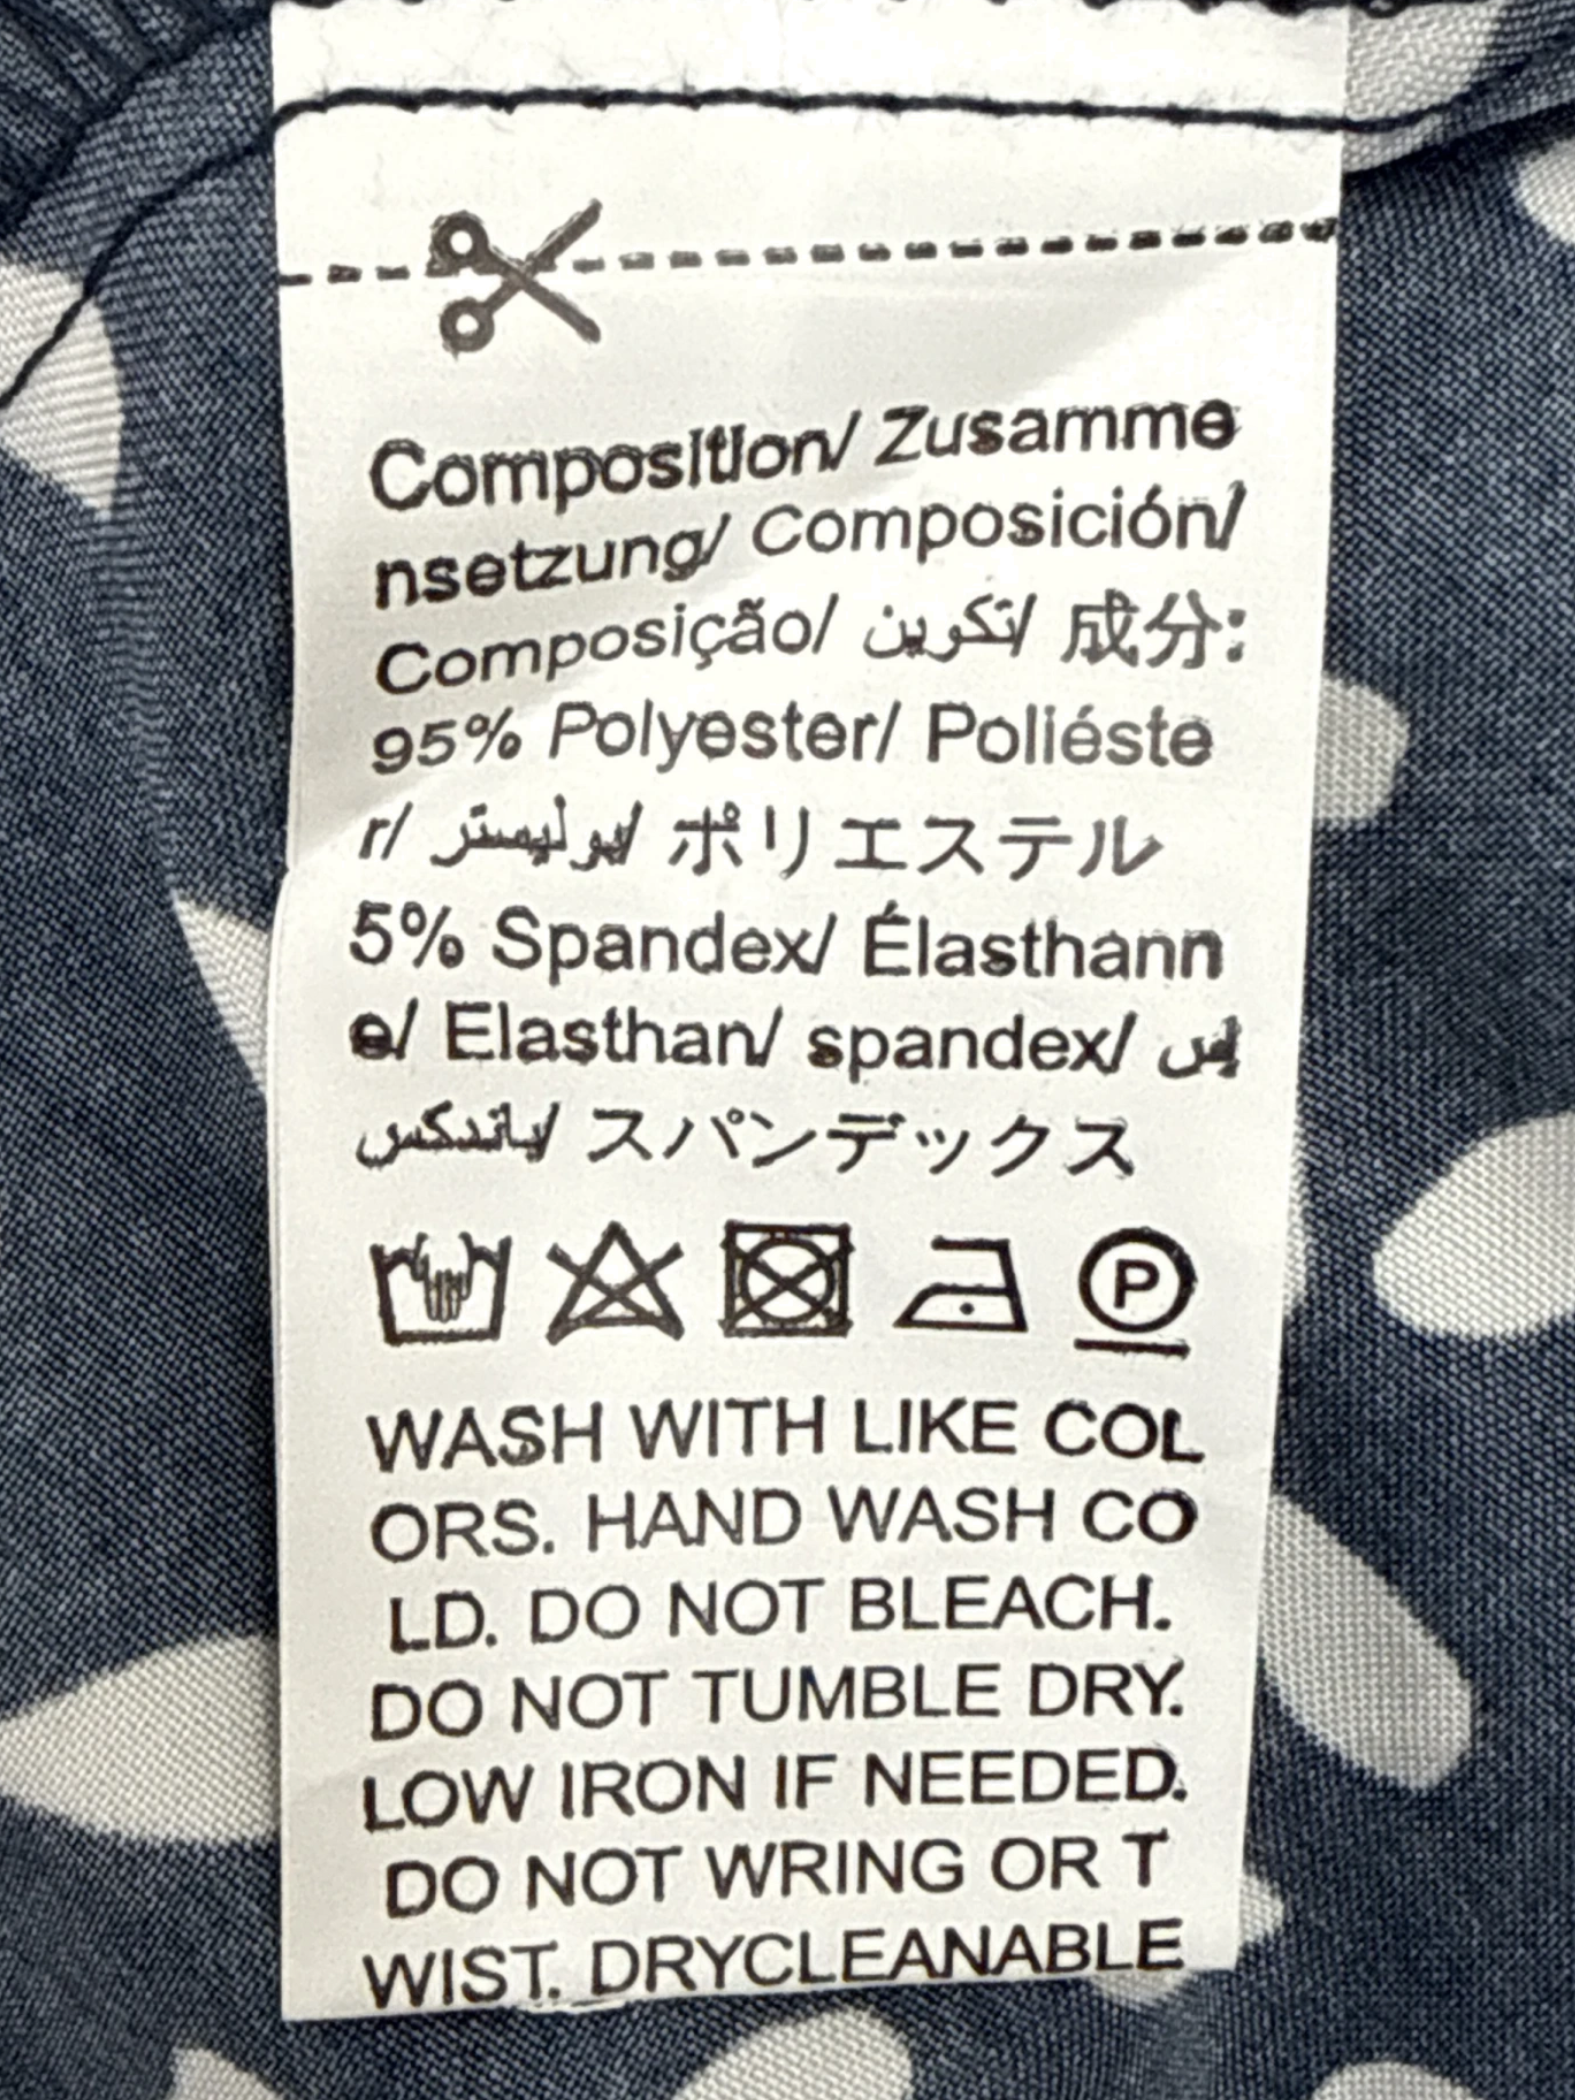 Composition/ Zusamme
nsetzung/ Composición/
Composição/ تكوين/ 成分:
95% Polyester/ Poliéste
r/ بوليستر/ ポリエステル
5% Spandex/ Élasthann
e/ Elasthan/ spandex/ إس
باندكس/ スパンデックス
P
WASH WITH LIKE COL
ORS. HAND WASH CO
LD. DO NOT BLEACH.
DO NOT TUMBLE DRY.
LOW IRON IF NEEDED.
DO NOT WRING OR T
WIST. DRYCLEANABLE